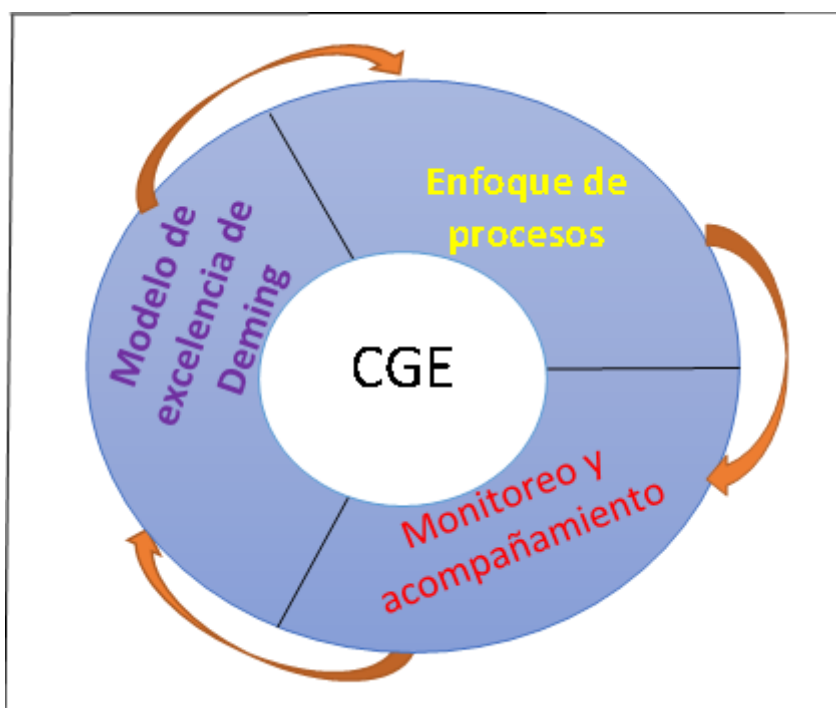 Enfoque de
procesos
Modelo de
excelencia de
Deming
CGE
Monitoreo y
acompañamiento